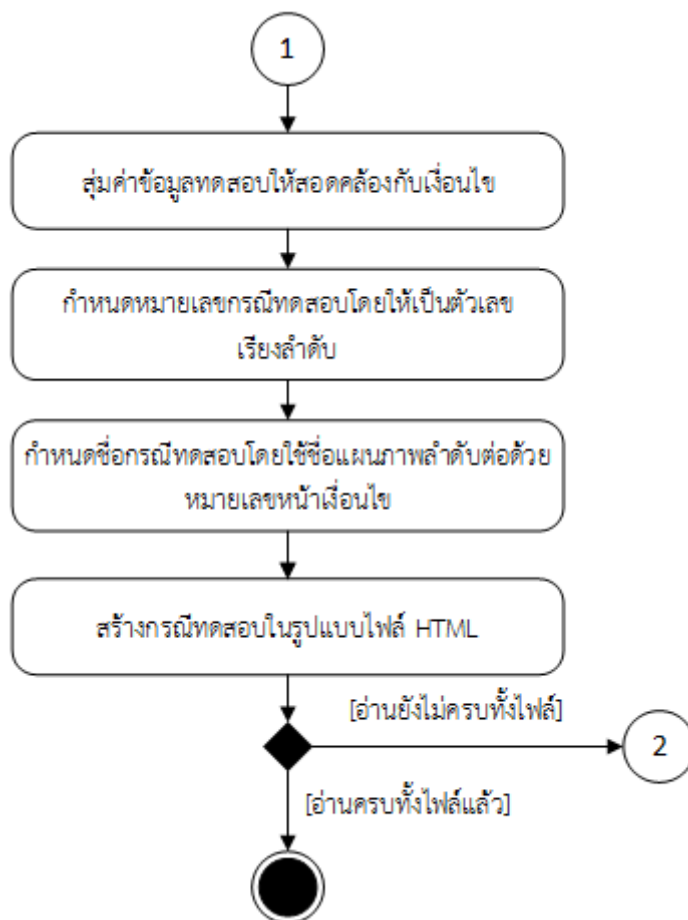 1
สุ่มค่าข้อมูลทดสอบให้สอดคล้องกับเงื่อนไข
กำหนดหมายเลขกรณีทดสอบโดยให้เป็นตัวเลข
เรียงลำดับ
กำหนดชื่อกรณีทดสอบโดยใช้ชื่อแผนภาพลำดับต่อด้วย
หมายเลขหน้าเงื่อนไข
สร้างกรณีทดสอบในรูปแบบไฟล์ HTML
[อ่านยังไม่ครบทั้งไฟล์]
2
[อ่านครบทั้งไฟล์แล้ว]